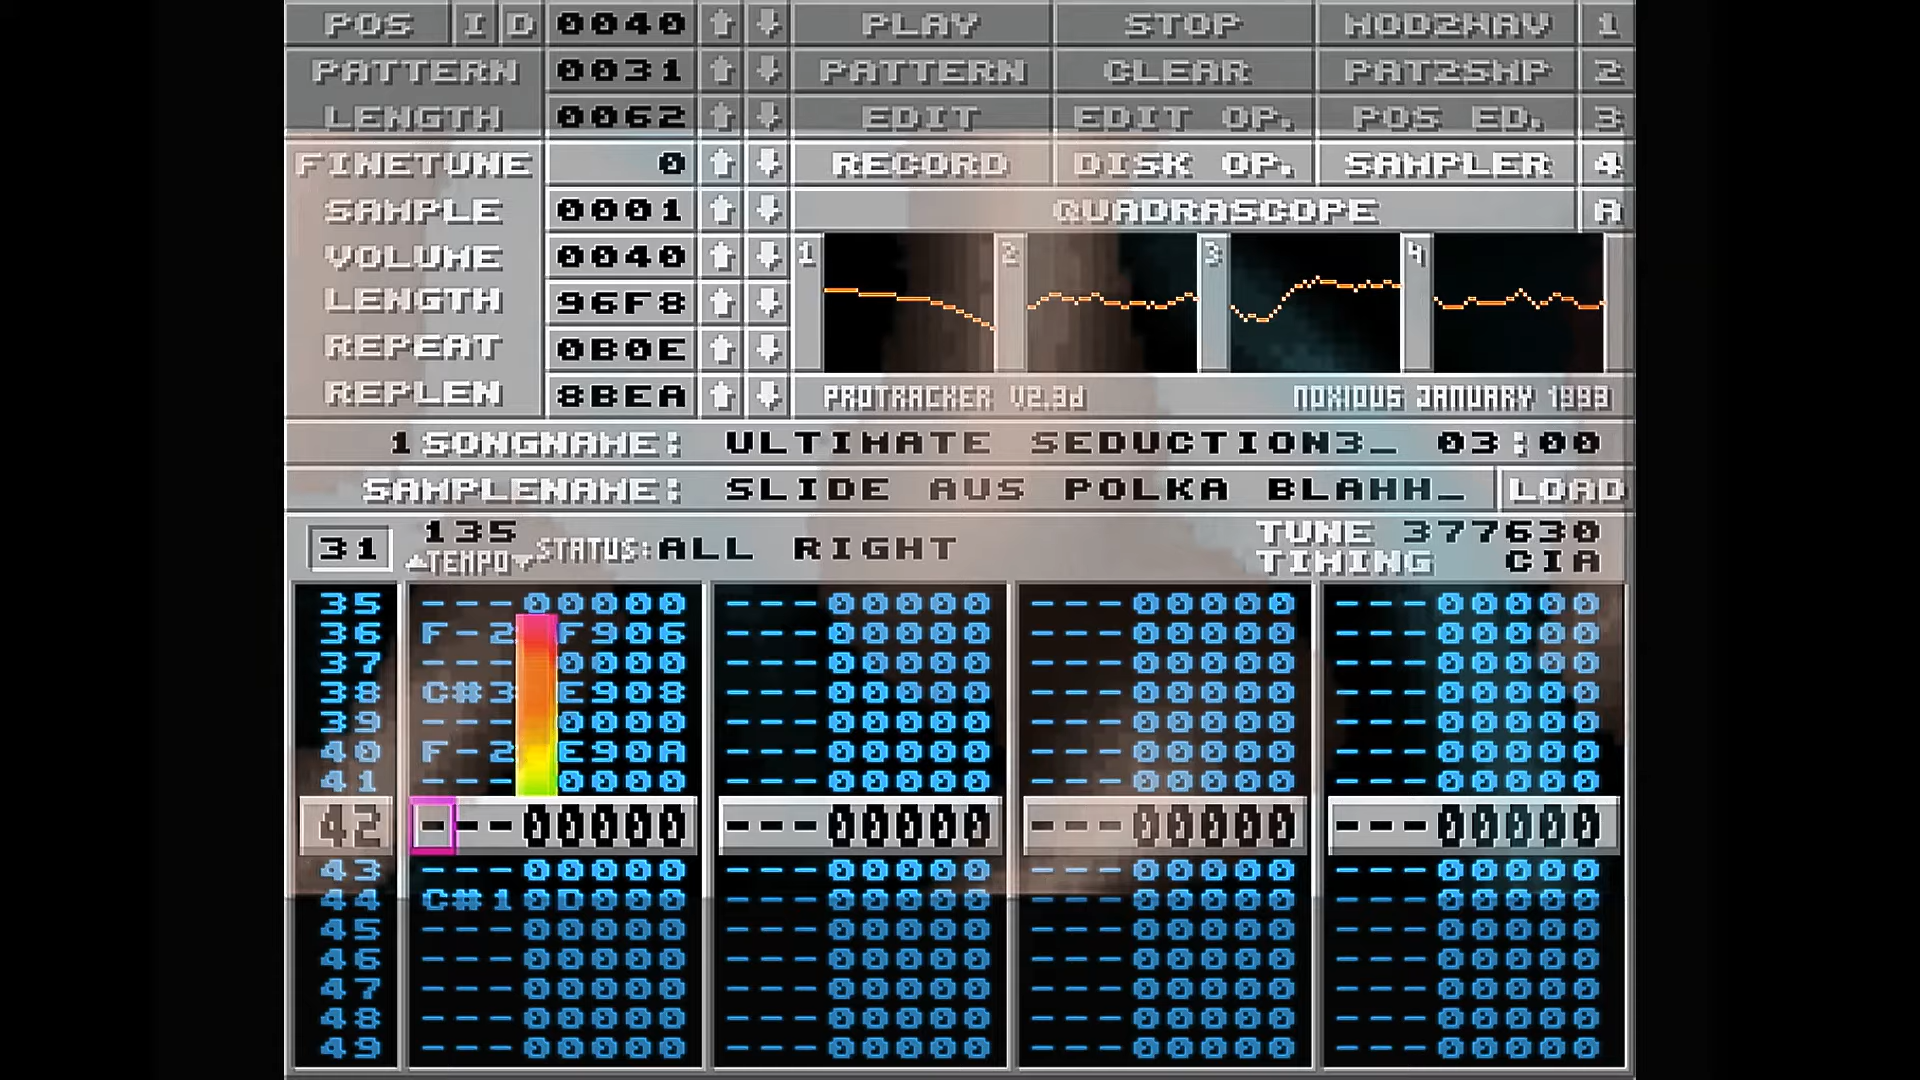 POS I D 0040 PLAY STOP MOD2WAV 1
PATTERN 0031 PATTERN CLEAR PAT2SMP 2
LENGTH 0062 EDIT EDIT OP. POS ED. 3
FINETUNE 0 RECORD DISK OP. SAMPLER 4
SAMPLE 0001 QUADRASCOPE A
VOLUME 0040 1 2 3 4
LENGTH 96F8
REPEAT 0B0E
REPLEN 8BEA PROTRACKER V2.3d NOXIOUS JANUARY 1993
1 SONGNAME: ULTIMATE SEDUCTION3_ 03:00
SAMPLENAME: SLIDE AUS POLKA BLAHH_ LOAD
31 135 TEMPO STATUS: ALL RIGHT TUNE 377630
TIMING CIA
35 ---00000 ---00000 ---00000 ---00000
36 F-2 F906 ---00000 ---00000 ---00000
37 --- 0000 ---00000 ---00000 ---00000
38 C#3 E908 ---00000 ---00000 ---00000
39 --- 0000 ---00000 ---00000 ---00000
40 F-2 E90A ---00000 ---00000 ---00000
41 --- 0000 ---00000 ---00000 ---00000
42 ---00000 ---00000 ---00000 ---00000
43 ---00000 ---00000 ---00000 ---00000
44 C#10D000 ---00000 ---00000 ---00000
45 ---00000 ---00000 ---00000 ---00000
46 ---00000 ---00000 ---00000 ---00000
47 ---00000 ---00000 ---00000 ---00000
48 ---00000 ---00000 ---00000 ---00000
49 ---00000 ---00000 ---00000 ---00000